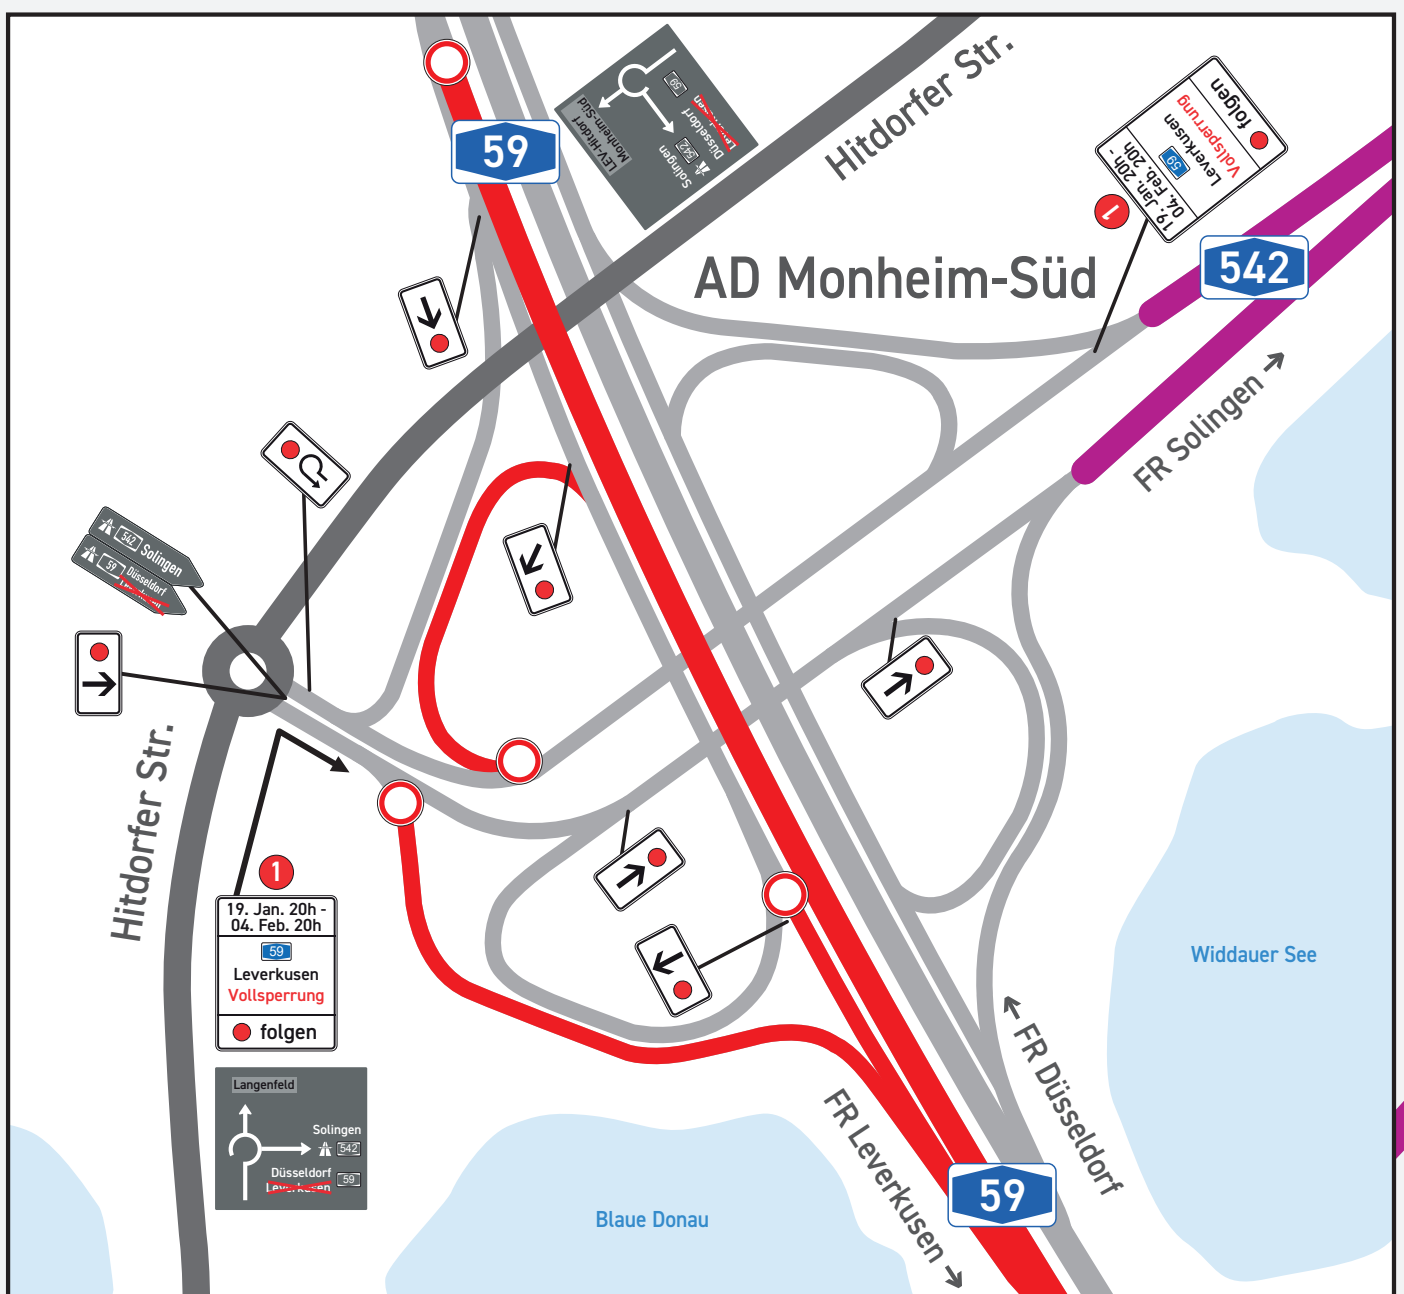 59
59
Düsseldorf
Leverkusen
542
Solingen
LEV-Hitdorf
Monheim-Süd
Hitdorfer Str.
19. Jan. 20h -
04. Feb. 20h
59
Leverkusen
Vollsperrung
folgen
1
AD Monheim-Süd
542
FR Solingen
542 Solingen
59 Düsseldorf
Leverkusen
Hitdorfer Str.
1
19. Jan. 20h -
04. Feb. 20h
59
Leverkusen
Vollsperrung
folgen
Langenfeld
Solingen
542
Düsseldorf
59
Leverkusen
Widdauer See
FR Düsseldorf
FR Leverkusen
59
Blaue Donau